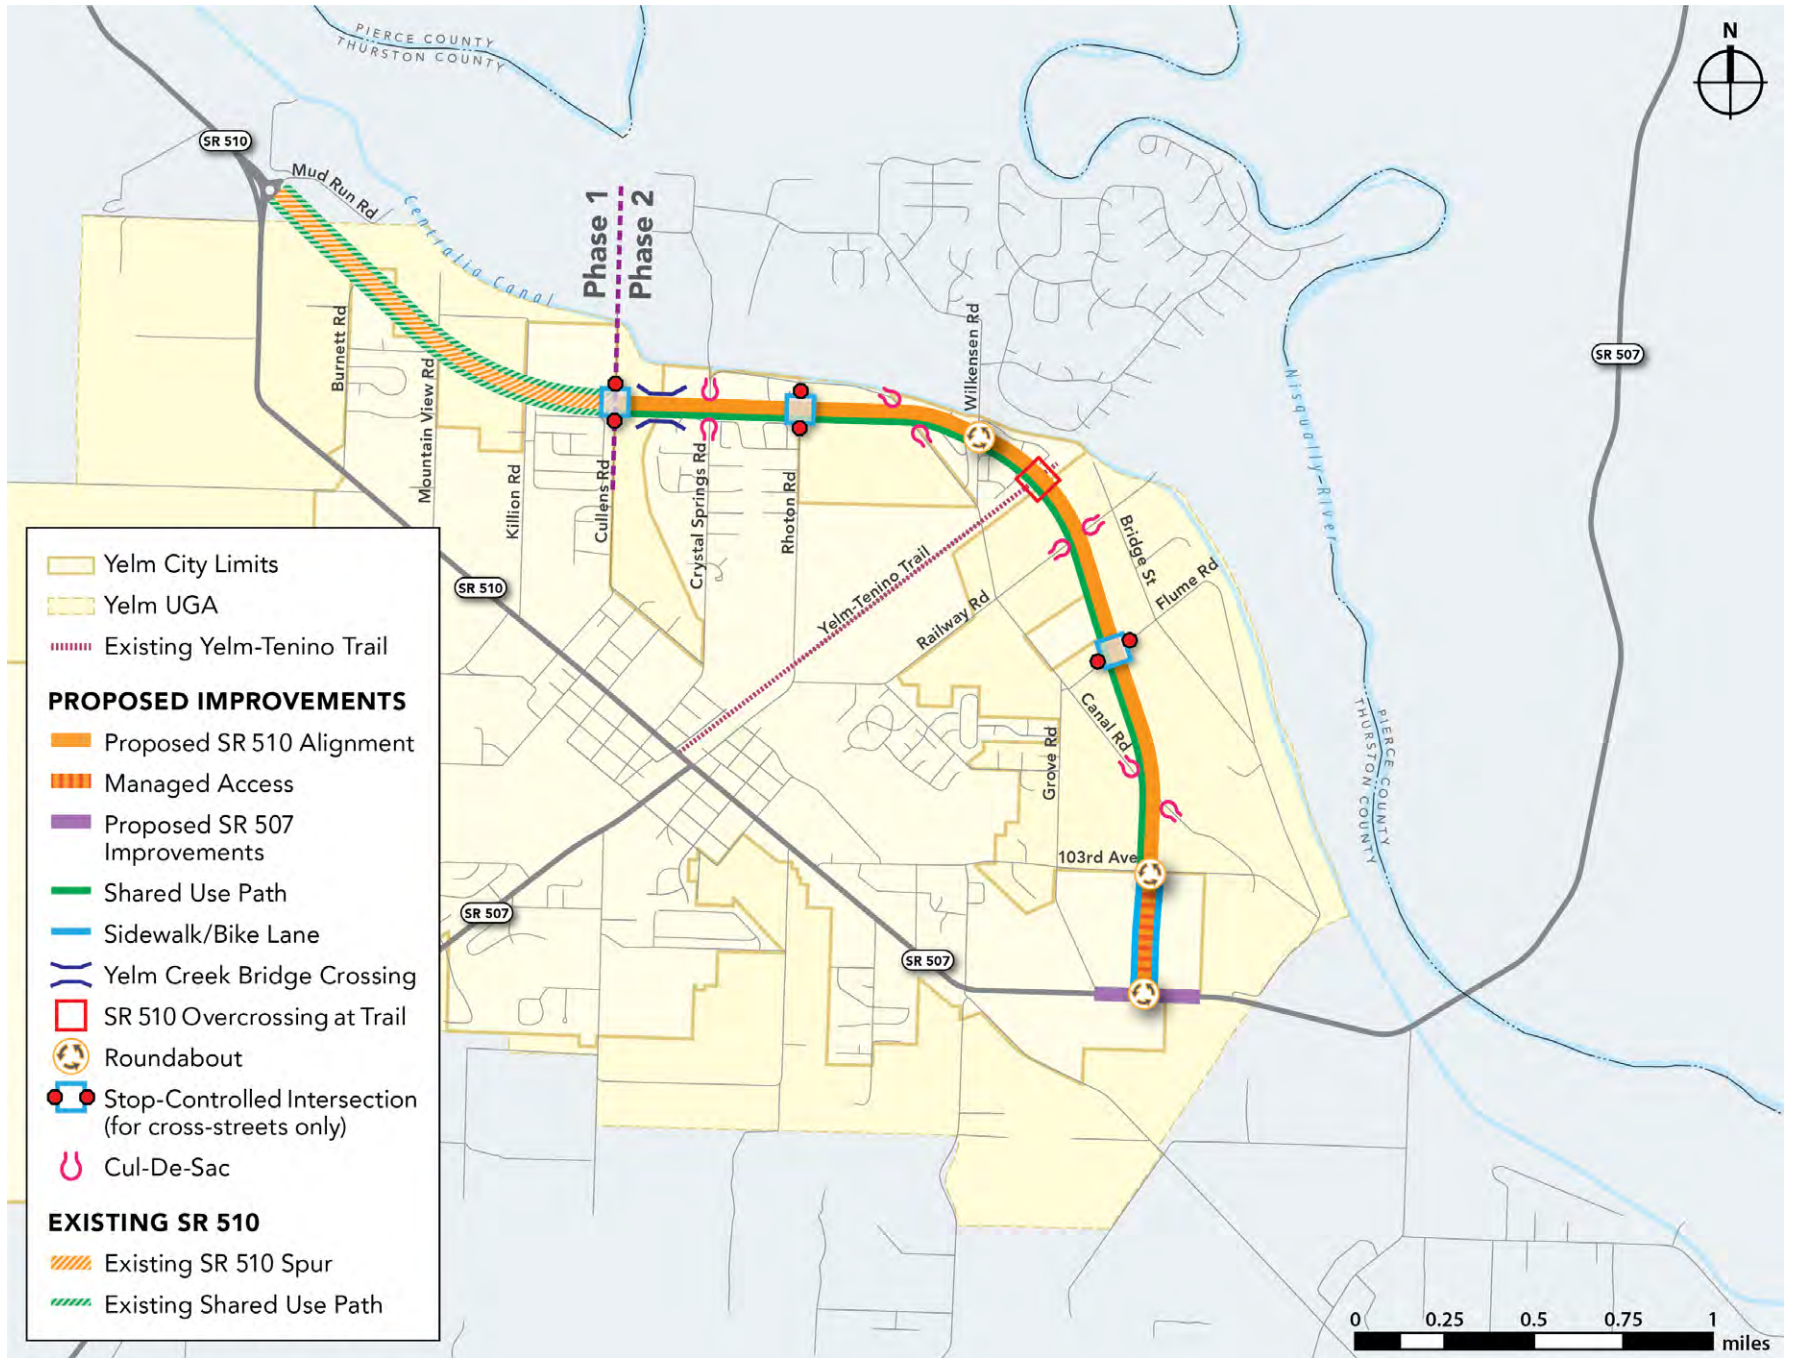 PIERCE COUNTY
THURSTON COUNTY
N
SR 510
Mud Run Rd
Centralia Canal
Phase 1
Phase 2
SR 507
Burnett Rd
Mountain View Rd
Killion Rd
Cullens Rd
Crystal Springs Rd
Rhoton Rd
Wilkensen Rd
Nisqually River
Bridge St
Flume Rd
Yelm-Tenino Trail
Railway Rd
SR 510
Canal Rd
Grove Rd
PIERCE COUNTY
THURSTON COUNTY
103rd Ave
SR 507
SR 507
Yelm City Limits
Yelm UGA
Existing Yelm-Tenino Trail
PROPOSED IMPROVEMENTS
Proposed SR 510 Alignment
Managed Access
Proposed SR 507
Improvements
Shared Use Path
Sidewalk/Bike Lane
Yelm Creek Bridge Crossing
SR 510 Overcrossing at Trail
Roundabout
Stop-Controlled Intersection
(for cross-streets only)
Cul-De-Sac
EXISTING SR 510
Existing SR 510 Spur
Existing Shared Use Path
0 0.25 0.5 0.75 1
miles